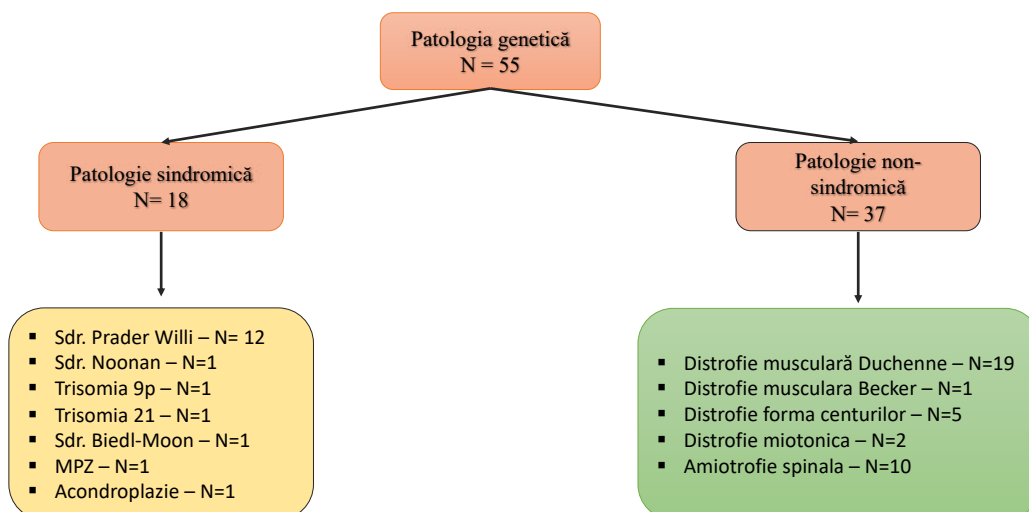 Patologia genetică
N = 55
Patologie sindromică
N= 18
Patologie non-
sindromică
N= 37
▪ Sdr. Prader Willi – N= 12
▪ Sdr. Noonan – N=1
▪ Trisomia 9p – N=1
▪ Trisomia 21 – N=1
▪ Sdr. Biedl-Moon – N=1
▪ MPZ – N=1
▪ Acondroplazie – N=1
▪ Distrofie musculară Duchenne – N=19
▪ Distrofie musculara Becker – N=1
▪ Distrofie forma centurilor – N=5
▪ Distrofie miotonica – N=2
▪ Amiotrofie spinala – N=10